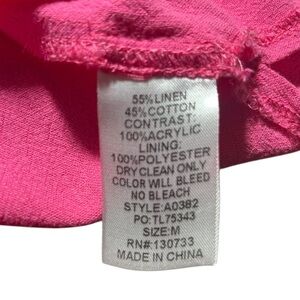 55%LINEN
45%COTTON
CONTRAST:
100%ACRYLIC
LINING:
100%POLYESTER
DRYCLEAN ONLY
COLOR WILL BLEED
NO BLEACH
STYLE:A0382
PO:TL75343
SIZE:M
RN#:130733
MADE IN CHINA